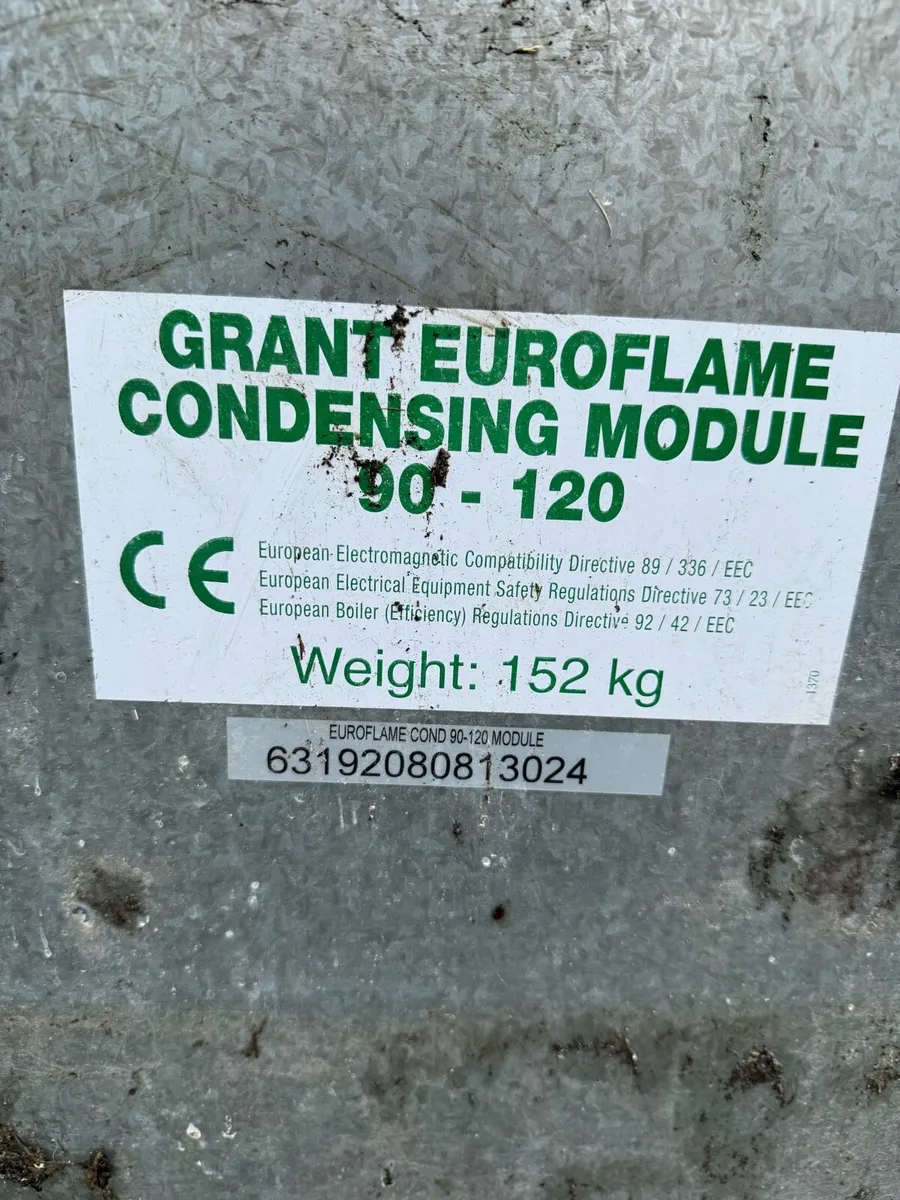 GRANT EUROFLAME
CONDENSING MODULE
90 - 120
CE
European Electromagnetic Compatibility Directive 89 / 336 / EEC
European Electrical Equipment Safety Regulations Directive 73 / 23 / EEC
European Boiler (Efficiency) Regulations Directive 92 / 42 / EEC
Weight: 152 kg
1370
EUROFLAME COND 90-120 MODULE
63192080813024